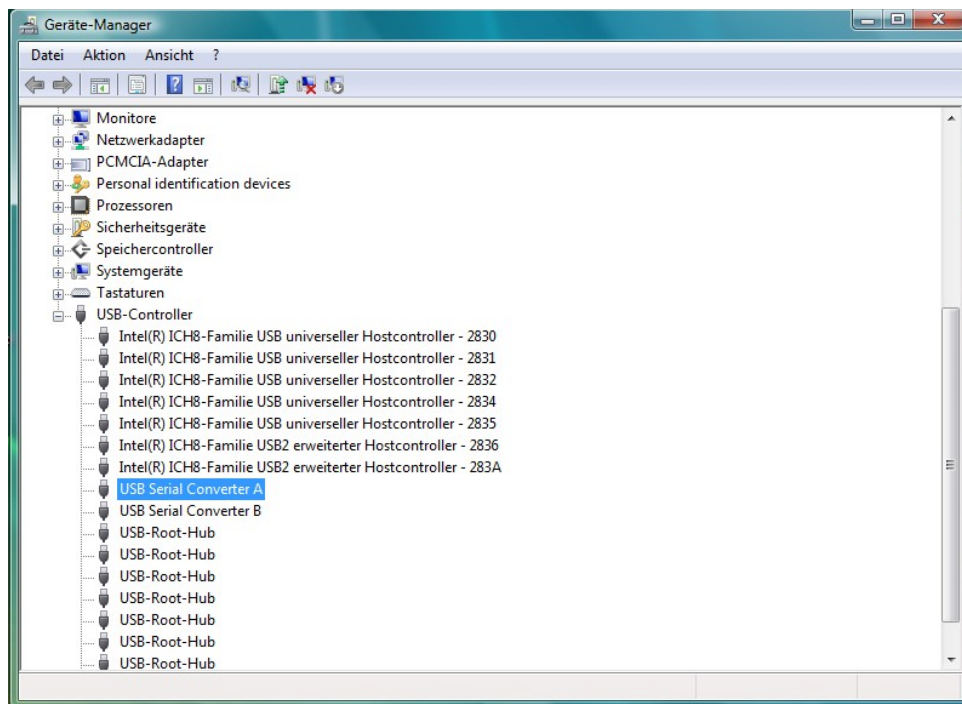 Geräte-Manager
Datei Aktion Ansicht ?
Monitore
Netzwerkadapter
PCMCIA-Adapter
Personal identification devices
Prozessoren
Sicherheitsgeräte
Speichercontroller
Systemgeräte
Tastaturen
USB-Controller
Intel(R) ICH8-Familie USB universeller Hostcontroller - 2830
Intel(R) ICH8-Familie USB universeller Hostcontroller - 2831
Intel(R) ICH8-Familie USB universeller Hostcontroller - 2832
Intel(R) ICH8-Familie USB universeller Hostcontroller - 2834
Intel(R) ICH8-Familie USB universeller Hostcontroller - 2835
Intel(R) ICH8-Familie USB2 erweiterter Hostcontroller - 2836
Intel(R) ICH8-Familie USB2 erweiterter Hostcontroller - 283A
USB Serial Converter A
USB Serial Converter B
USB-Root-Hub
USB-Root-Hub
USB-Root-Hub
USB-Root-Hub
USB-Root-Hub
USB-Root-Hub
USB-Root-Hub